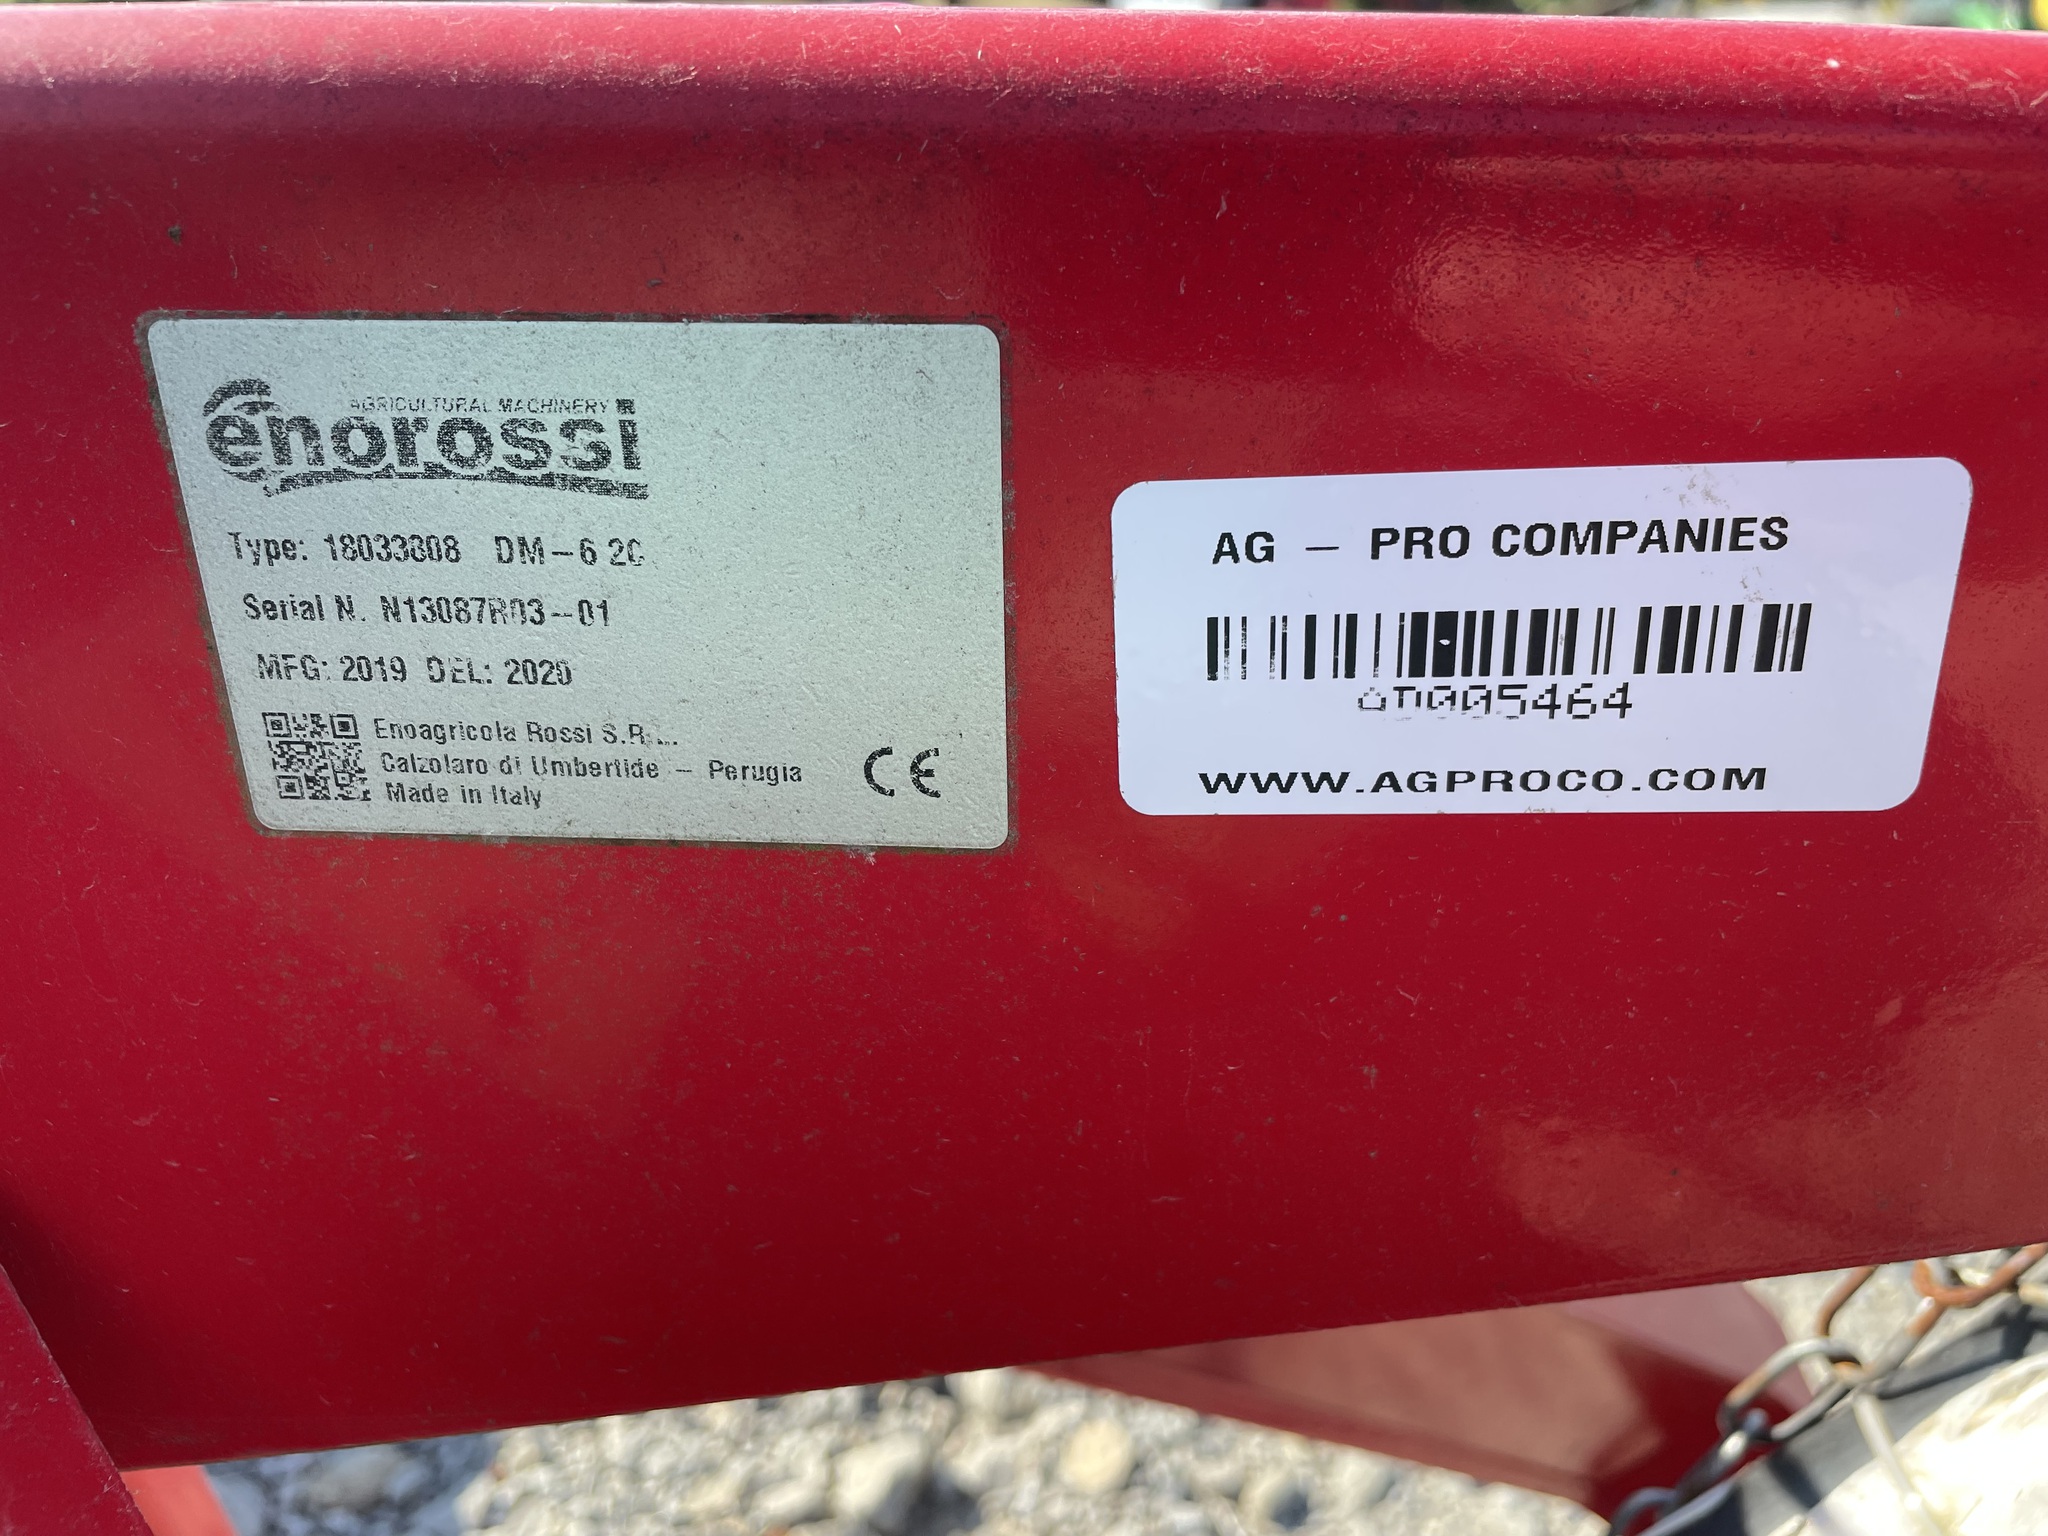 AGRICULTURAL MACHINERY
enorossi
Type: 18033808 DM-6 20
Serial N. N13087R03-01
MFG: 2019 DEL: 2020
Enoagricola Rossi S.R.L.
Calzolaro di Umbertide - Perugia
Made in Italy
CE
AG - PRO COMPANIES
WWW.AGPROCO.COM